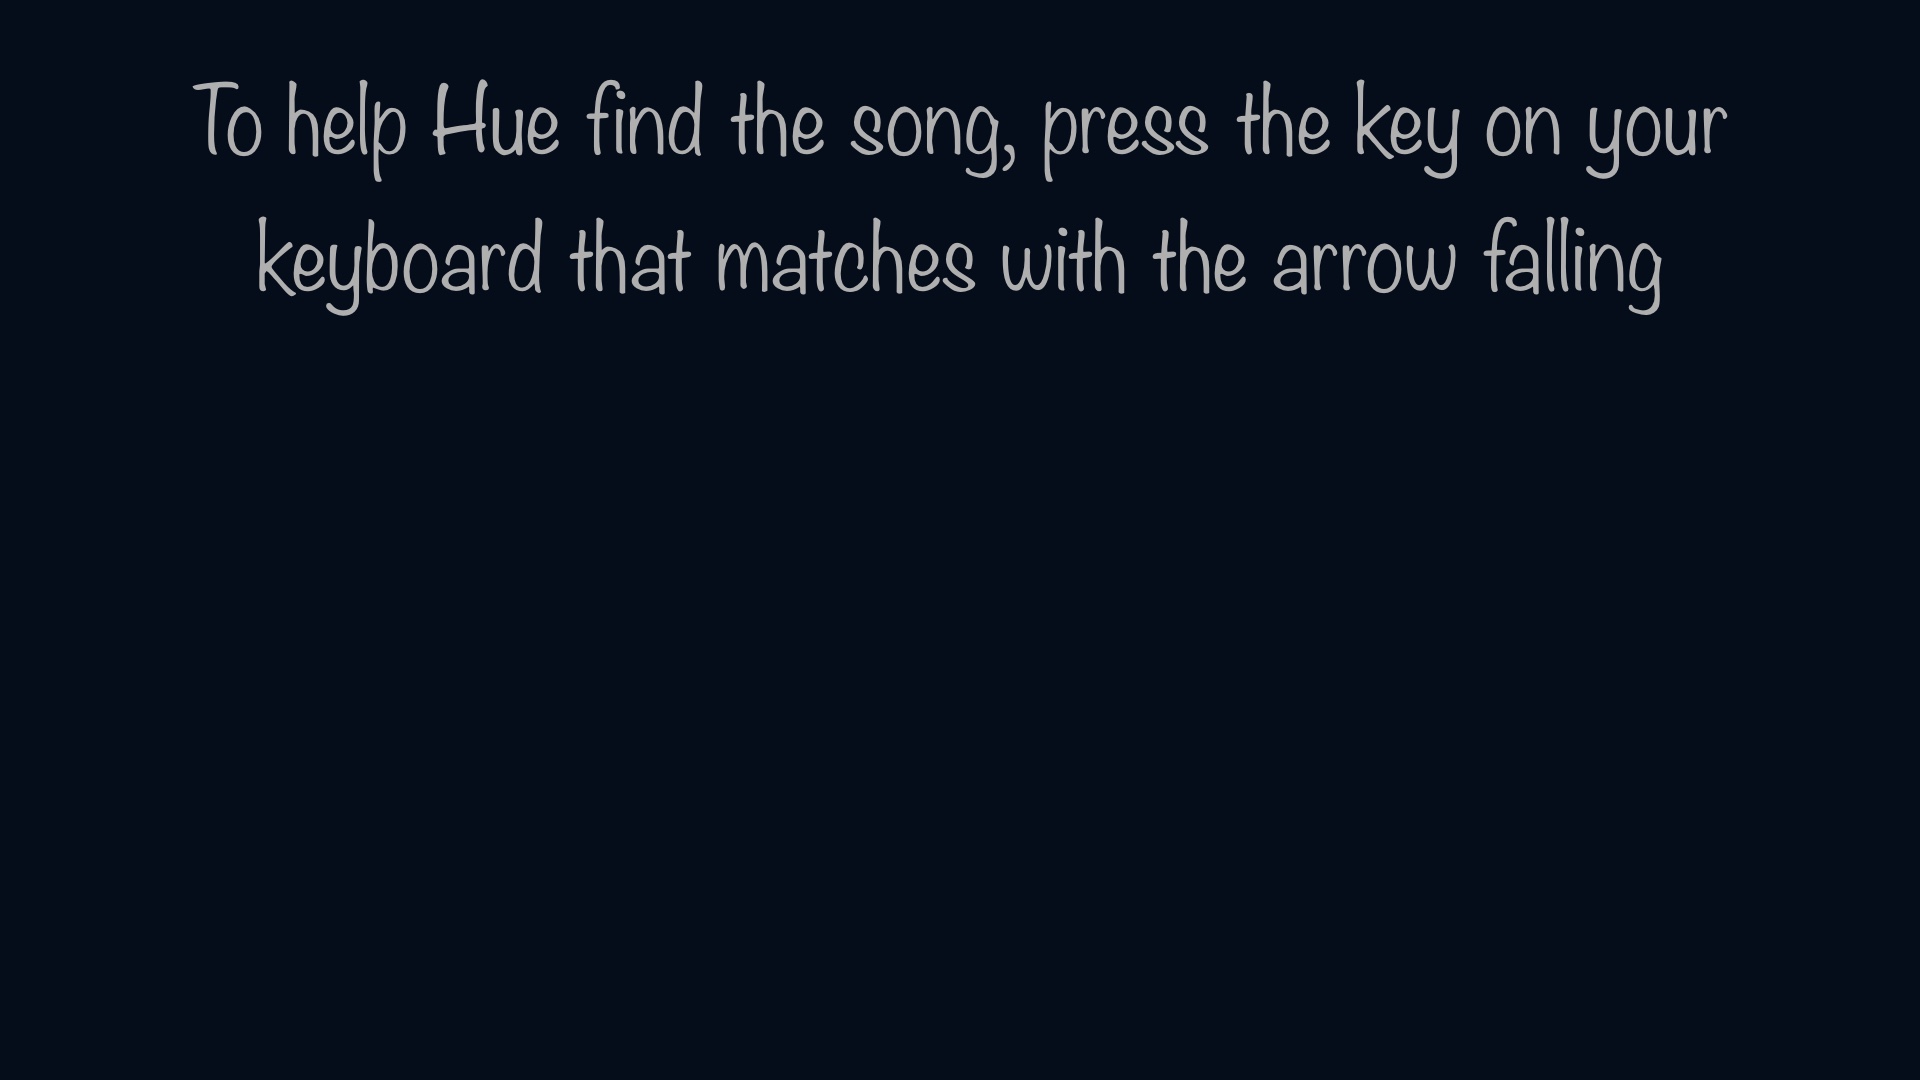 To help Hue find the song, press the key on your
keyboard that matches with the arrow falling